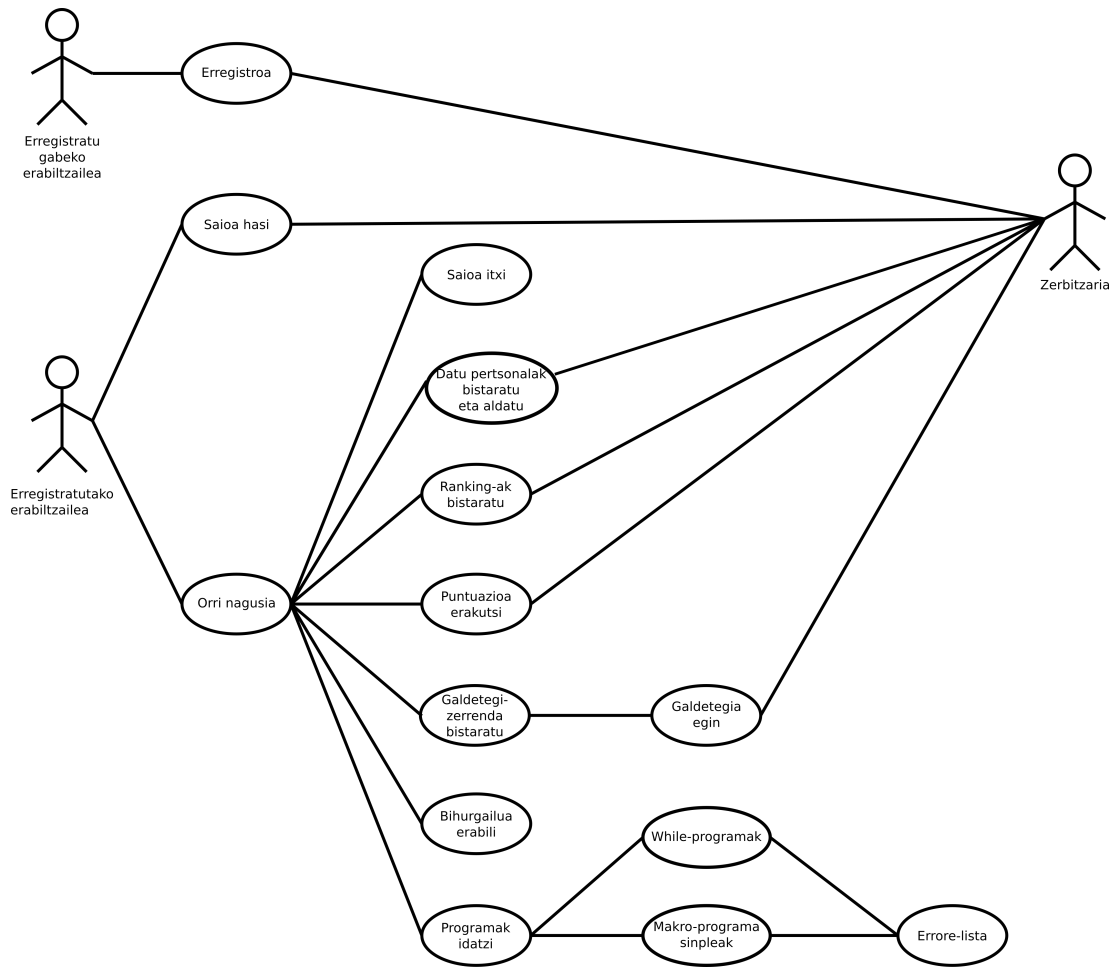 Erregistroa
Erregistratu
gabeko
erabiltzailea
Saioa hasi
Saioa itxi
Zerbitzaria
Datu pertsonalak
bistaratu
eta aldatu
Erregistratutako
erabiltzailea
Ranking-ak
bistaratu
Orri nagusia
Puntuazioa
erakutsi
Galdetegi-
zerrenda
bistaratu
Galdetegia
egin
Bihurgailua
erabili
While-programak
Programak
idatzi
Makro-programa
sinpleak
Errore-lista